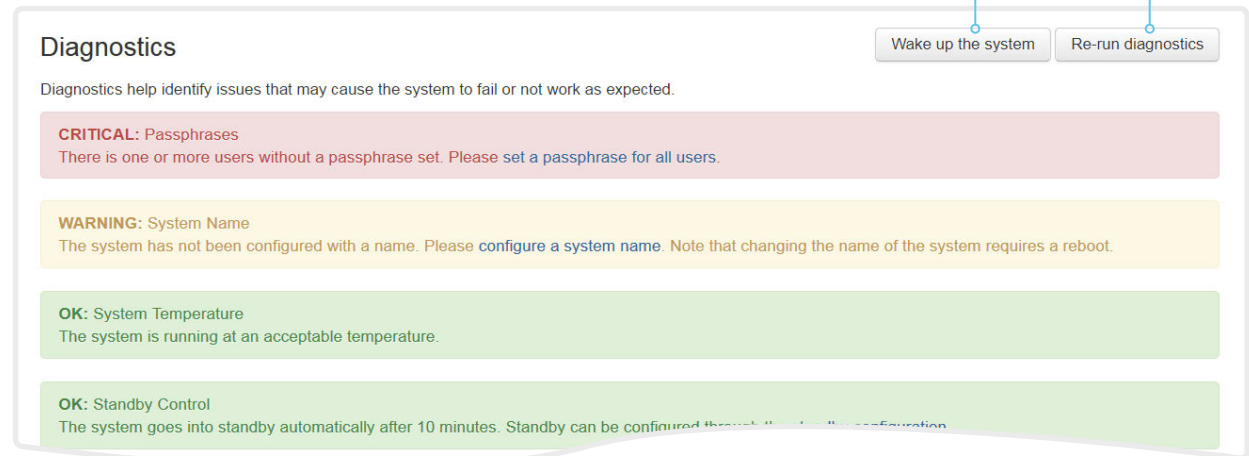 Diagnostics
Wake up the system
Re-run diagnostics
Diagnostics help identify issues that may cause the system to fail or not work as expected.
CRITICAL: Passphrases
There is one or more users without a passphrase set. Please set a passphrase for all users.
WARNING: System Name
The system has not been configured with a name. Please configure a system name. Note that changing the name of the system requires a reboot.
OK: System Temperature
The system is running at an acceptable temperature.
OK: Standby Control
The system goes into standby automatically after 10 minutes. Standby can be configured through the standby configuration